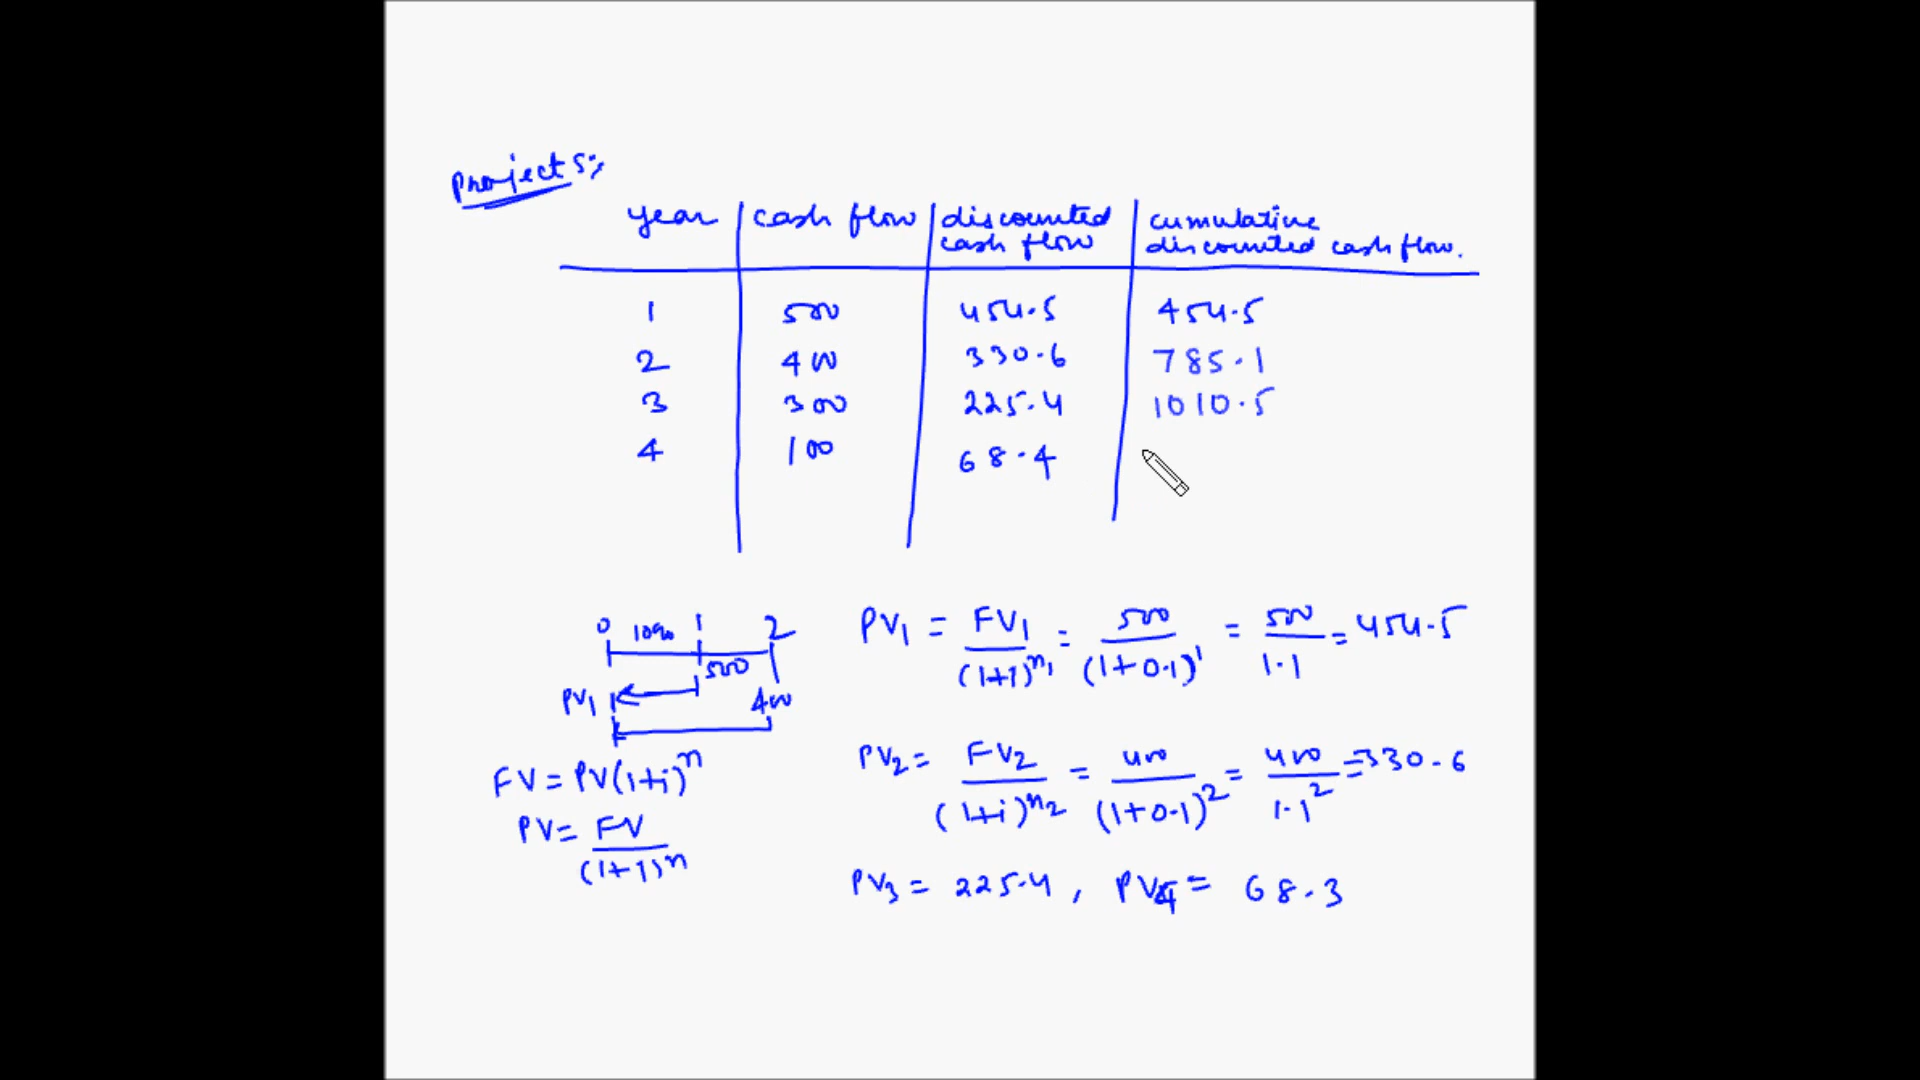 Project S:
year | cash flow | discounted cash flow | cumulative discounted cash flow.
1 | 500 | 454.5 | 454.5
2 | 400 | 330.6 | 785.1
3 | 300 | 225.4 | 1010.5
4 | 100 | 68.4
0 10% 1 2
500
PV1 400
FV = PV(1+i)^n
PV = FV/(1+i)^n
PV1 = FV1/(1+i)^n1 = 500/(1+0.1)^1 = 500/1.1 = 454.5
PV2 = FV2/(1+i)^n2 = 400/(1+0.1)^2 = 400/1.1^2 = 330.6
PV3 = 225.4, PV4 = 68.3